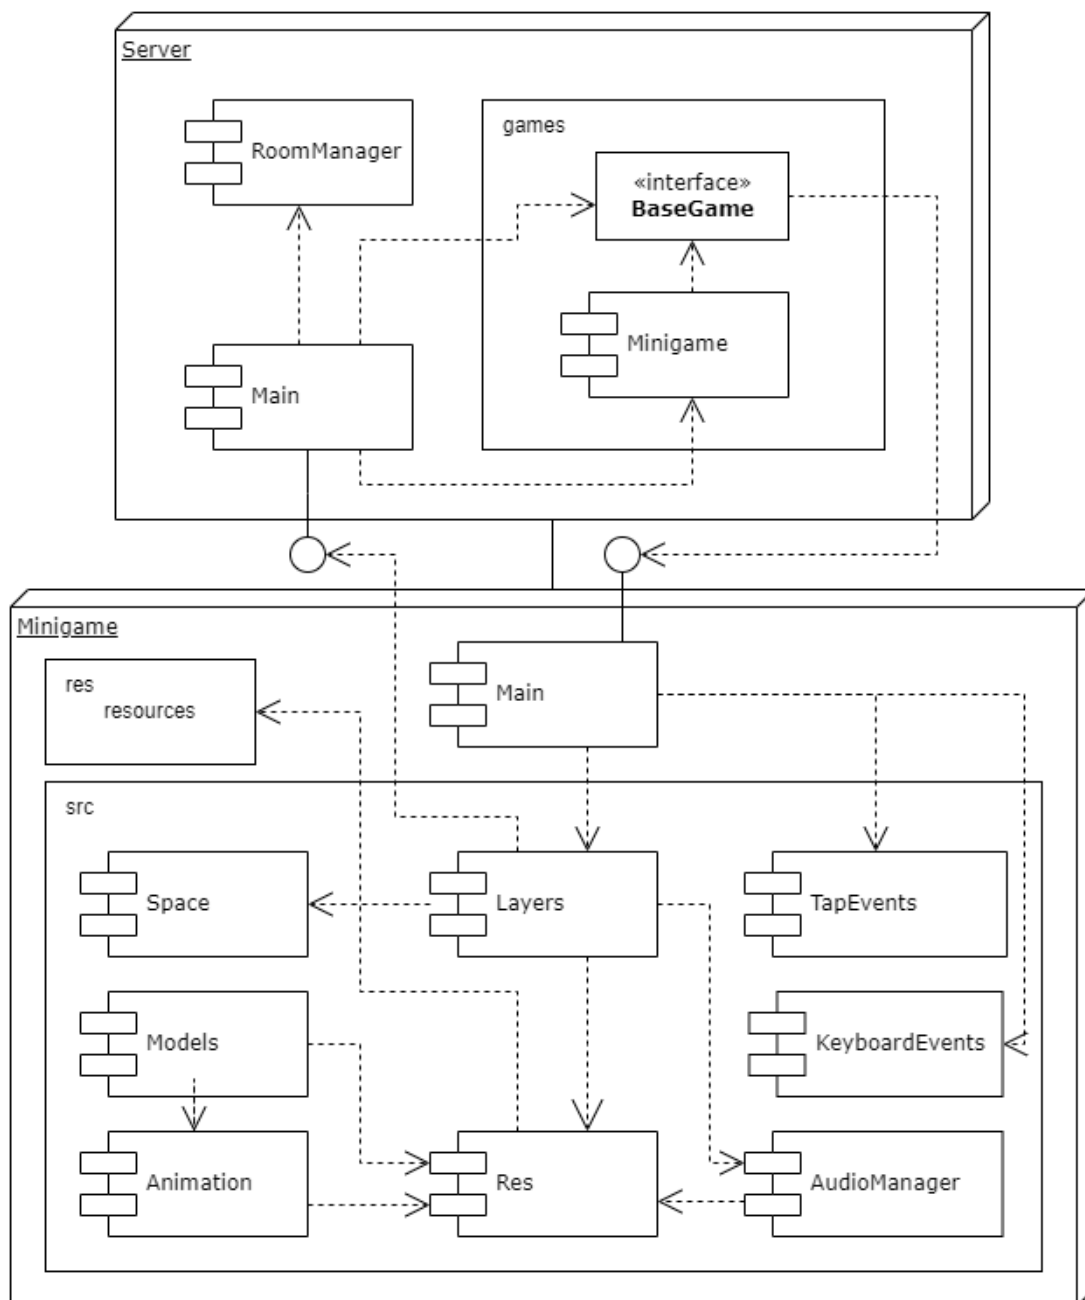 Server
RoomManager
games
«interface»
BaseGame
Minigame
Main
Minigame
res
resources
Main
src
Space
Layers
TapEvents
Models
KeyboardEvents
Animation
Res
AudioManager